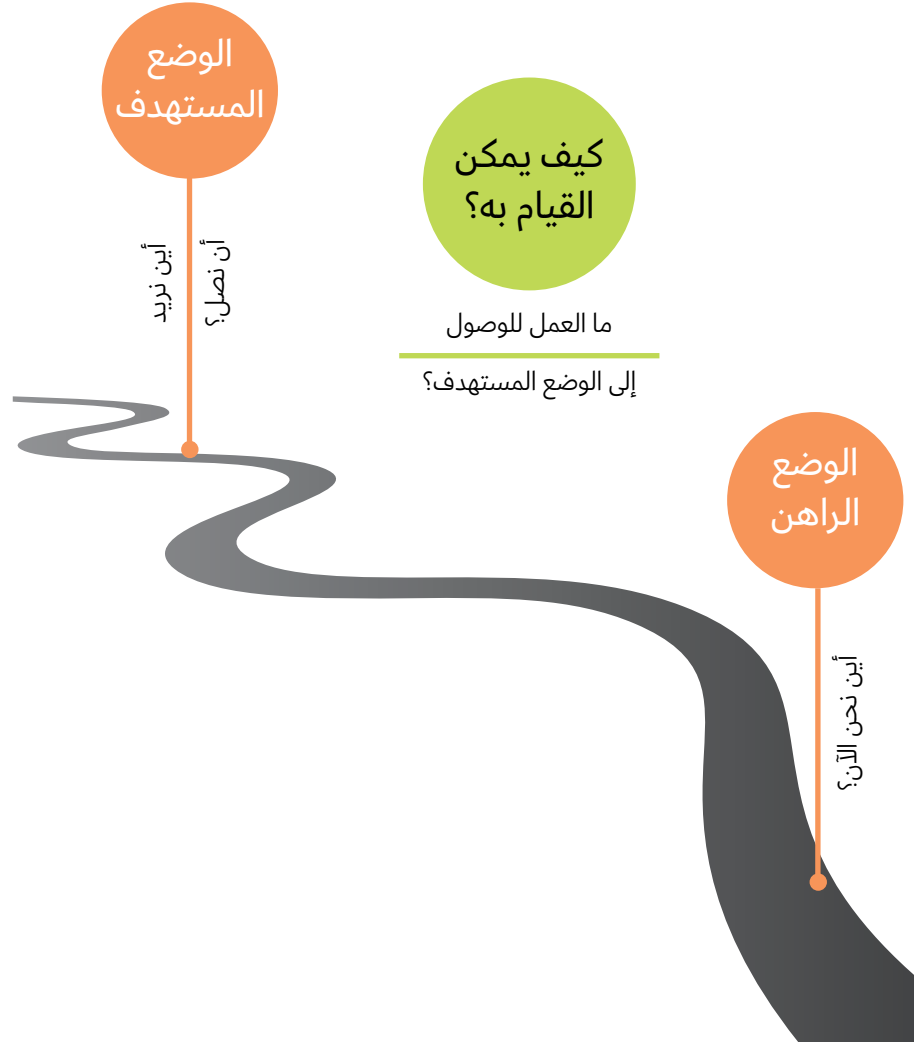 الوضع
المستهدف
أين نريد
أن نصل؟
كيف يمكن
القيام به؟
ما العمل للوصول
إلى الوضع المستهدف؟
الوضع
الراهن
أين نحن الآن؟